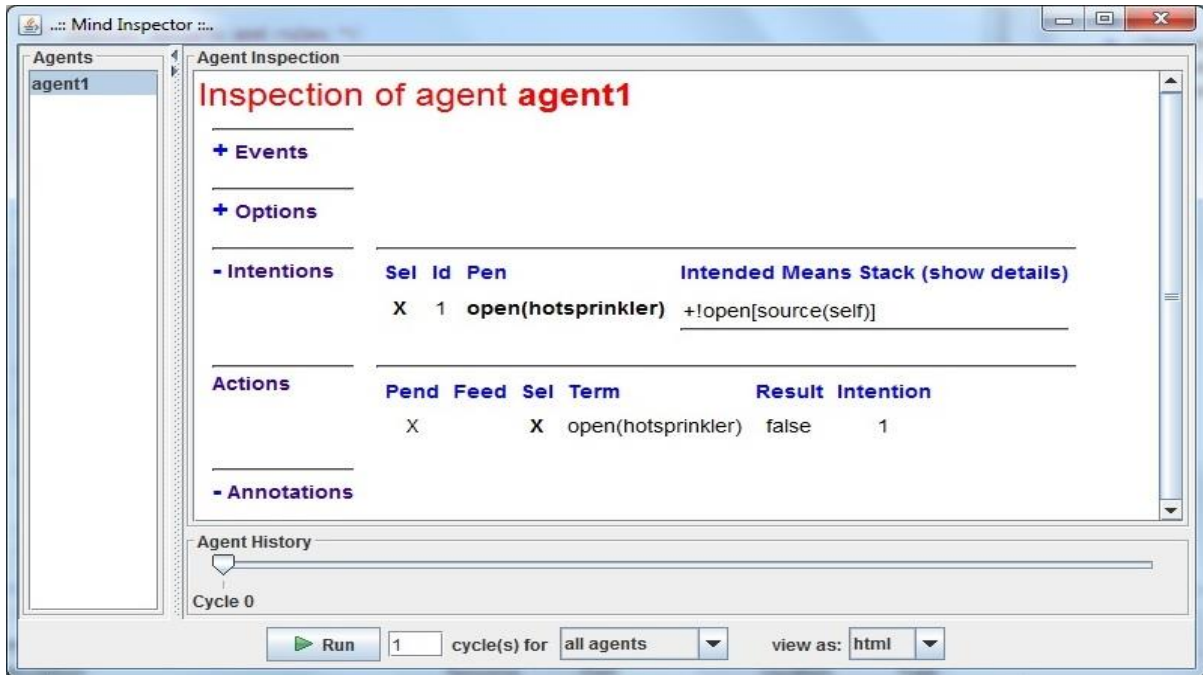 ..:: Mind Inspector ::..
Agents
agent1
Agent Inspection
Inspection of agent agent1
+ Events
+ Options
- Intentions Sel Id Pen Intended Means Stack (show details)
X 1 open(hotsprinkler) +!open[source(self)]
Actions Pend Feed Sel Term Result Intention
X X open(hotsprinkler) false 1
- Annotations
Agent History
Cycle 0
Run 1 cycle(s) for all agents view as: html